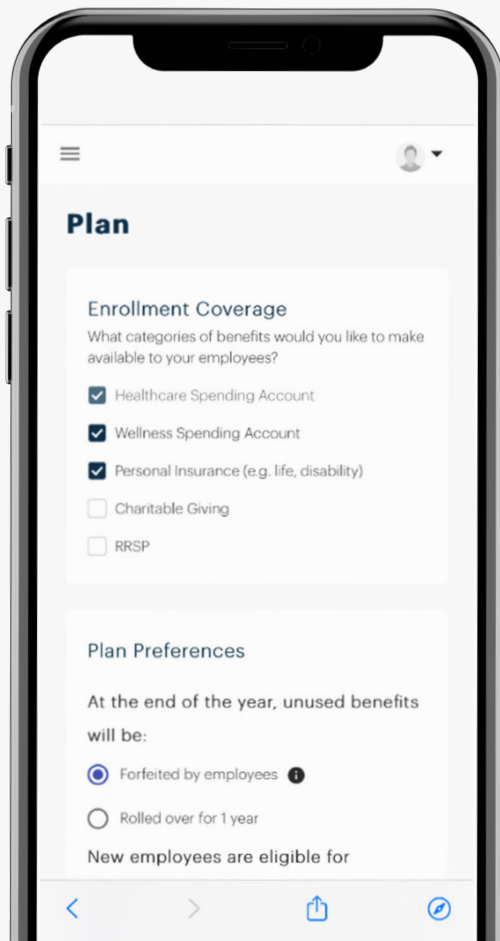 Plan
Enrollment Coverage
What categories of benefits would you like to make
available to your employees?
Healthcare Spending Account
Wellness Spending Account
Personal Insurance (e.g. life, disability)
Charitable Giving
RRSP
Plan Preferences
At the end of the year, unused benefits
will be:
Forfeited by employees
Rolled over for 1 year
New employees are eligible for